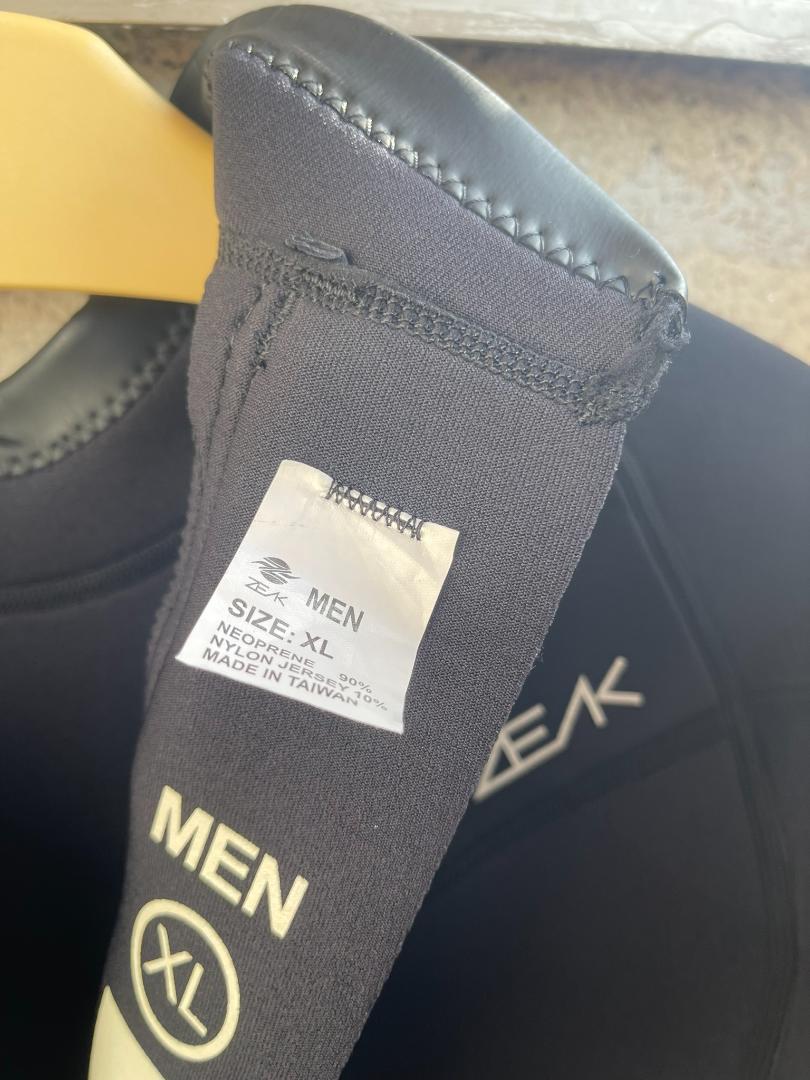 ZEAK MEN
SIZE: XL
NEOPRENE 90%
NYLON JERSEY 10%
MADE IN TAIWAN
ZEAK
MEN
XL